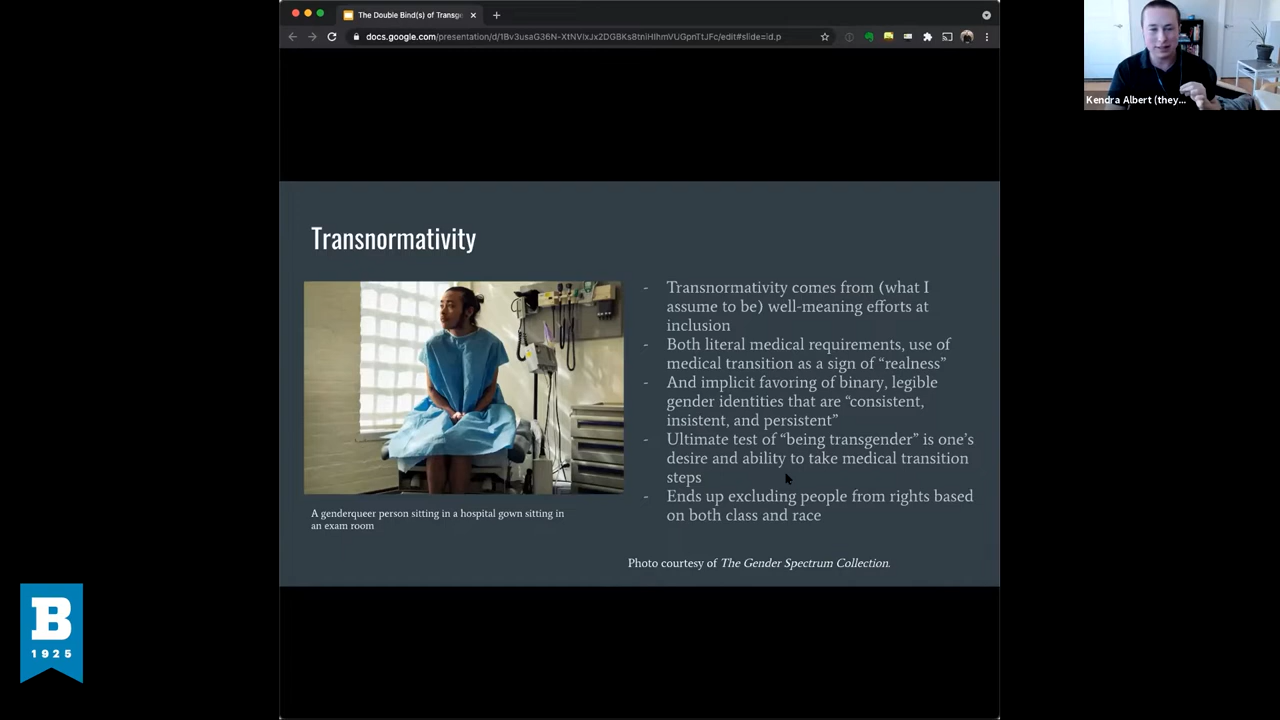 The Double Bind(s) of Transge
docs.google.com/presentation/d/1Bv3usaG36N-XtNVIxJx2DGBKs8tniHIhmVUGpnTtJFc/edit#slide=id.p
Kendra Albert (they...
Transnormativity
- Transnormativity comes from (what I
assume to be) well-meaning efforts at
inclusion
- Both literal medical requirements, use of
medical transition as a sign of “realness”
- And implicit favoring of binary, legible
gender identities that are “consistent,
insistent, and persistent”
- Ultimate test of “being transgender” is one’s
desire and ability to take medical transition
steps
- Ends up excluding people from rights based
on both class and race
A genderqueer person sitting in a hospital gown sitting in
an exam room
Photo courtesy of The Gender Spectrum Collection.
B
1925